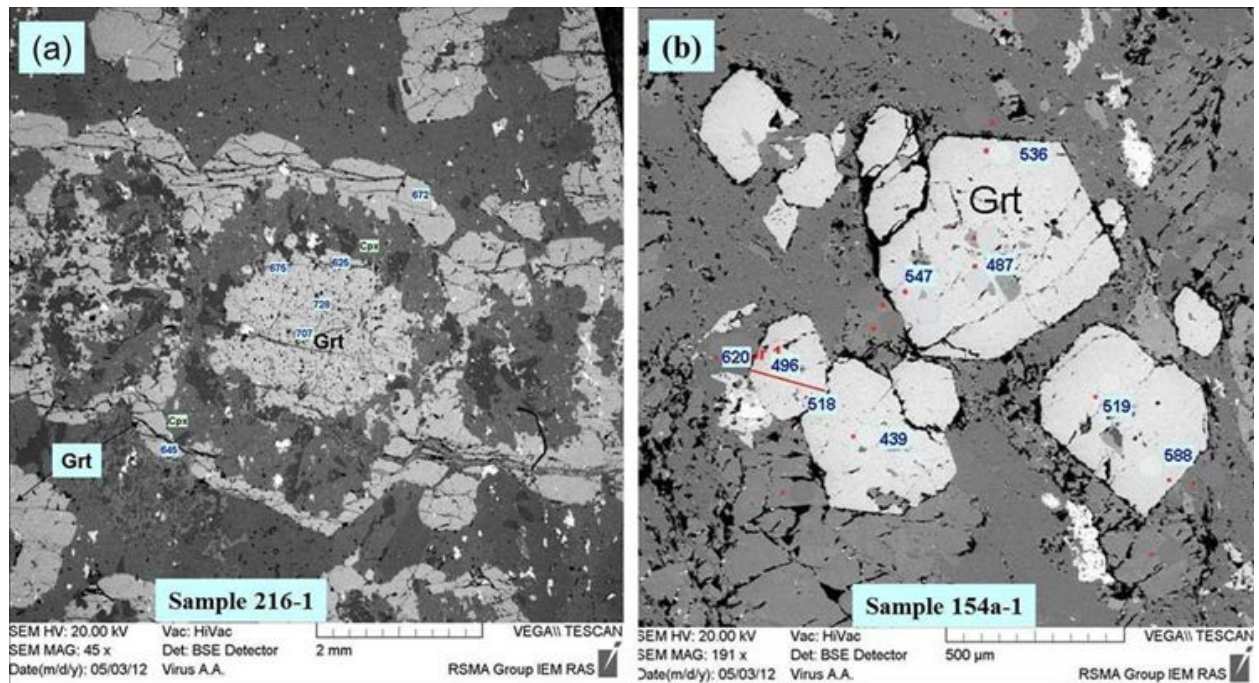 (a)
672
Cpx
675
625
728
707
Grt
Cpx
645
Grt
Sample 216-1
SEM HV: 20.00 kV
Vac: HiVac
VEGA\\ TESCAN
SEM MAG: 45 x
Det: BSE Detector
2 mm
Date(m/d/y): 05/03/12
Virus A.A.
RSMA Group IEM RAS
(b)
536
Grt
547
487
620
496
518
519
439
588
Sample 154a-1
SEM HV: 20.00 kV
Vac: HiVac
VEGA\\ TESCAN
SEM MAG: 191 x
Det: BSE Detector
500 µm
Date(m/d/y): 05/03/12
Virus A.A.
RSMA Group IEM RAS